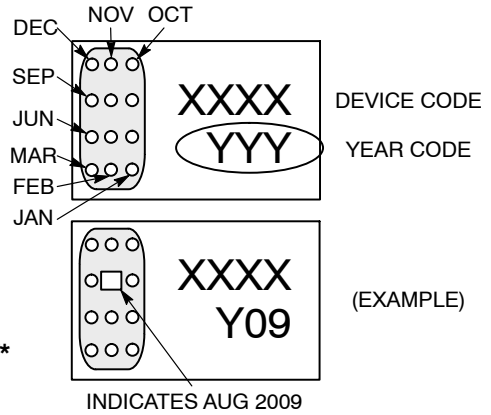 DEC NOV OCT
SEP
JUN
MAR
FEB
JAN
XXXX DEVICE CODE
YYY YEAR CODE
XXXX
Y09
(EXAMPLE)
*
INDICATES AUG 2009